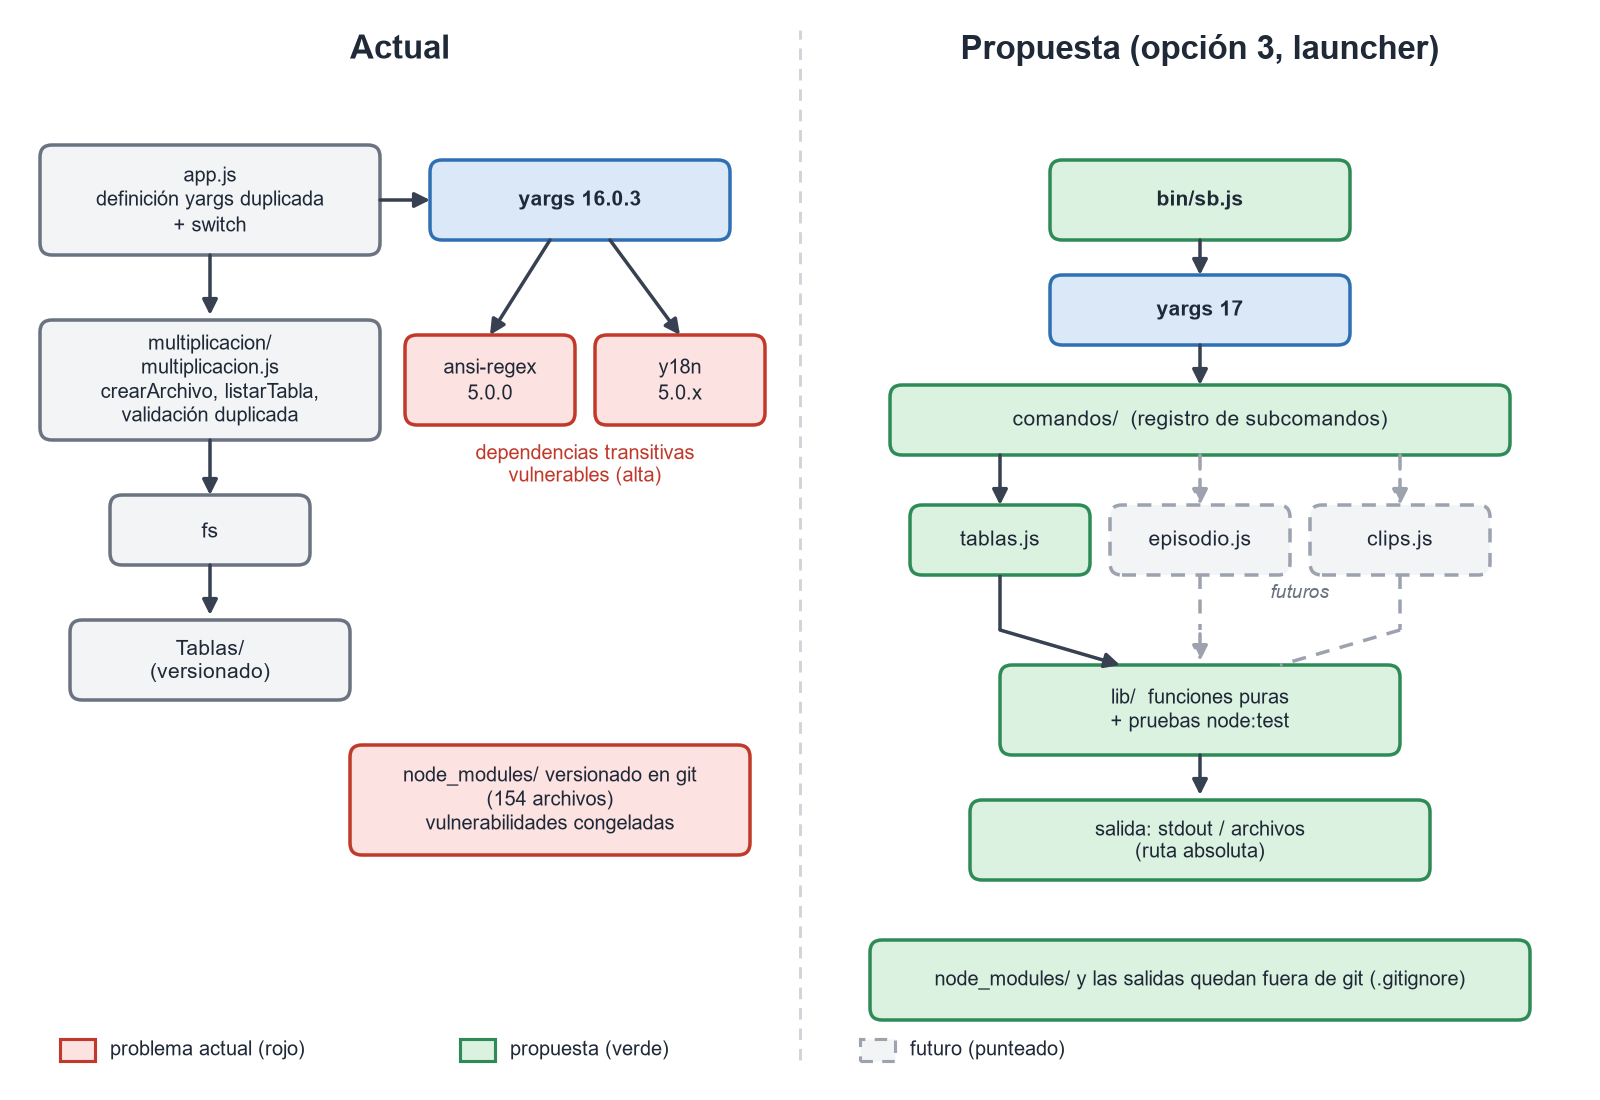 Actual
app.js
definición yargs duplicada
+ switch
yargs 16.0.3
multiplicacion/
multiplicacion.js
crearArchivo, listarTabla,
validación duplicada
ansi-regex
5.0.0
y18n
5.0.x
dependencias transitivas
vulnerables (alta)
fs
Tablas/
(versionado)
node_modules/ versionado en git
(154 archivos)
vulnerabilidades congeladas
Propuesta (opción 3, launcher)
bin/sb.js
yargs 17
comandos/  (registro de subcomandos)
tablas.js
episodio.js
clips.js
futuros
lib/  funciones puras
+ pruebas node:test
salida: stdout / archivos
(ruta absoluta)
node_modules/ y las salidas quedan fuera de git (.gitignore)
problema actual (rojo)
propuesta (verde)
futuro (punteado)